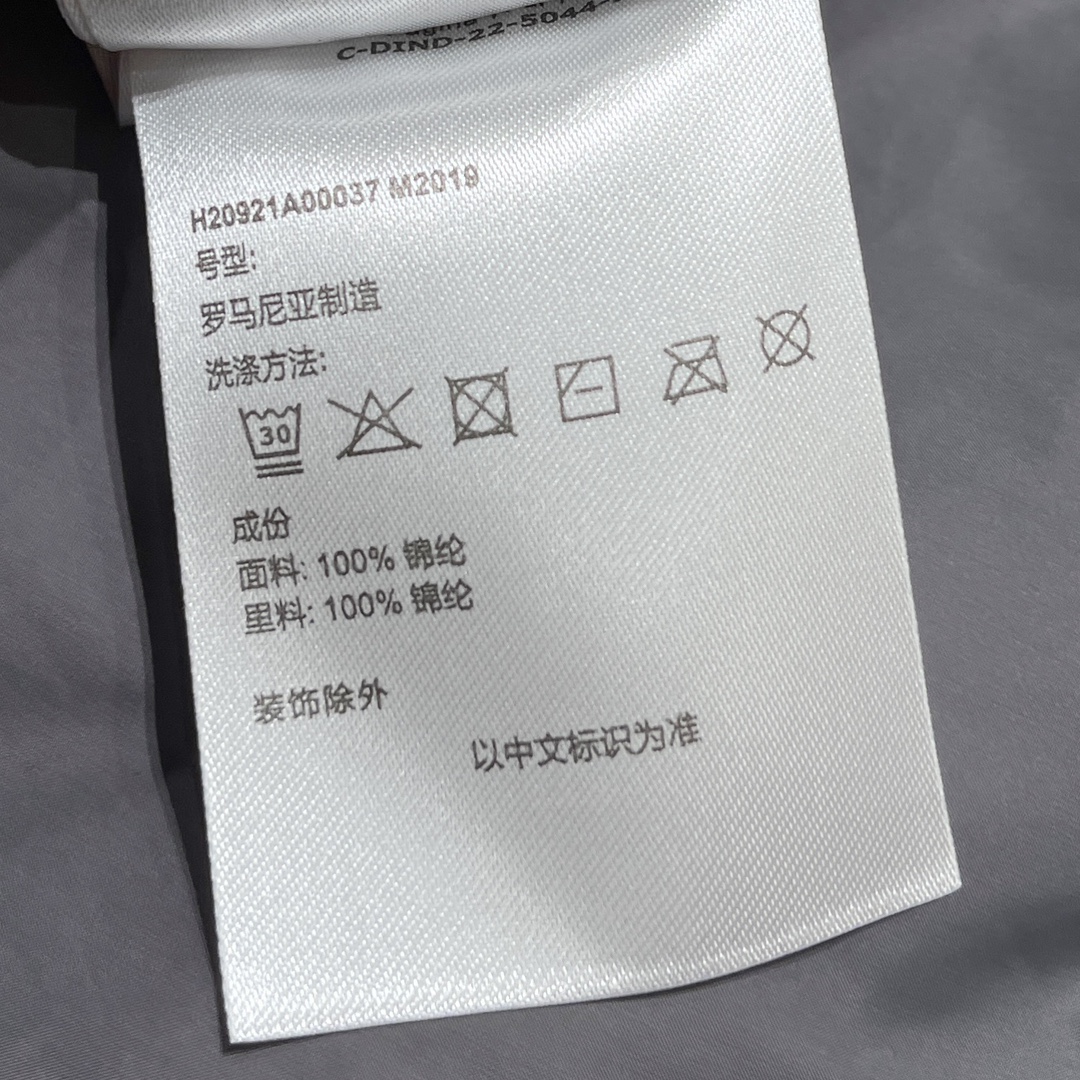 C-DIND-22-5044-
H20921A00037 M2019
号型:
罗马尼亚制造
洗涤方法:
30
成份
面料: 100% 锦纶
里料: 100% 锦纶
装饰除外
以中文标识为准